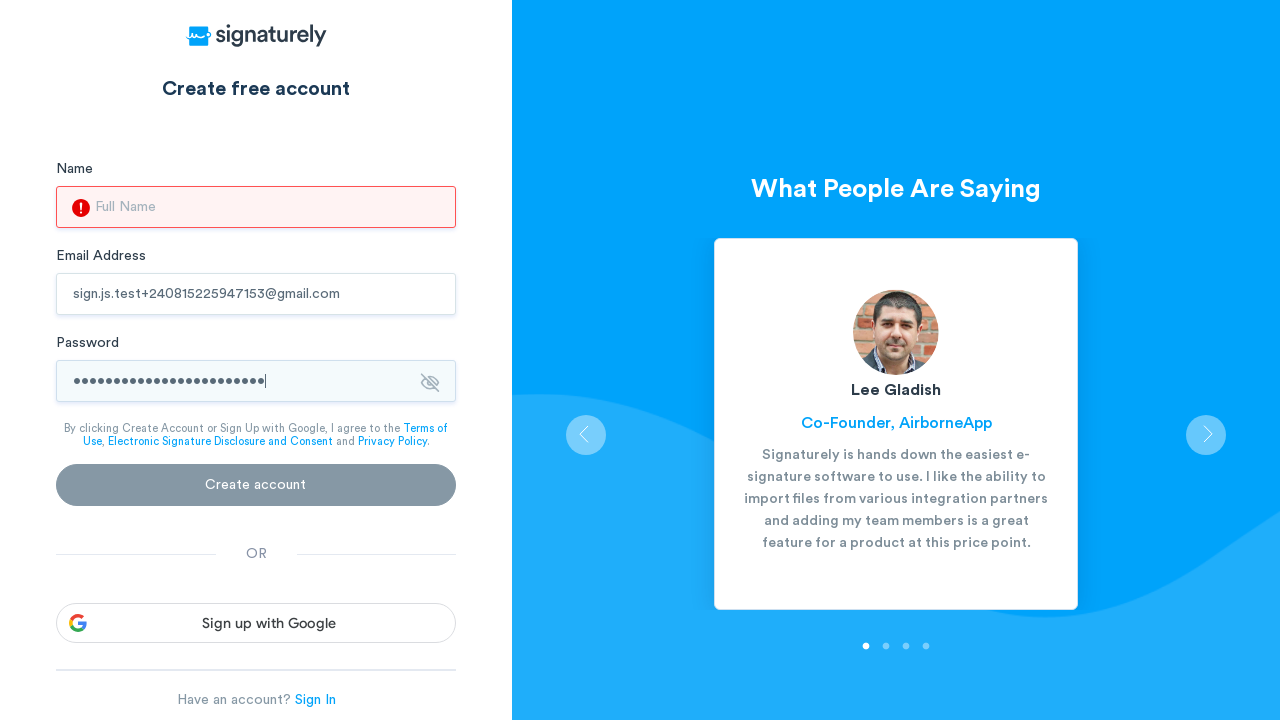 signaturely
Create free account
Name
Full Name
Email Address
sign.js.test+240815225947153@gmail.com
Password
••••••••••••••••••••••••
By clicking Create Account or Sign Up with Google, I agree to the Terms of
Use, Electronic Signature Disclosure and Consent and Privacy Policy.
Create account
OR
Sign up with Google
Have an account? Sign In
What People Are Saying
Lee Gladish
Co-Founder, AirborneApp
Signaturely is hands down the easiest e-
signature software to use. I like the ability to
import files from various integration partners
and adding my team members is a great
feature for a product at this price point.